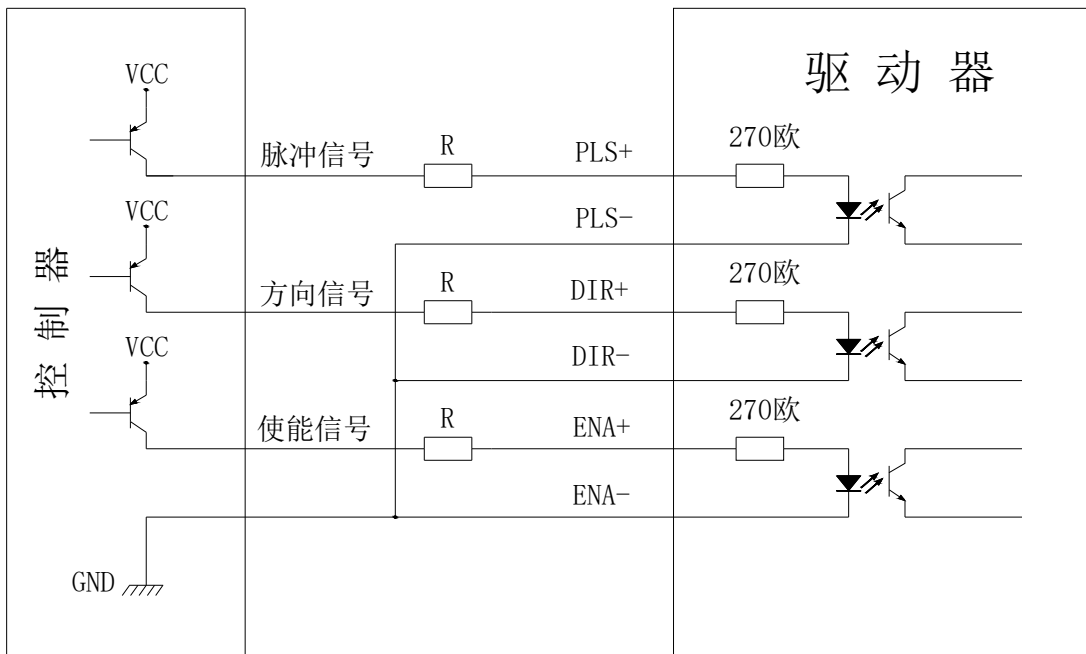 驱动器
VCC
脉冲信号
R
PLS+
270欧
PLS-
VCC
方向信号
R
DIR+
270欧
DIR-
控制器
VCC
使能信号
R
ENA+
270欧
ENA-
GND